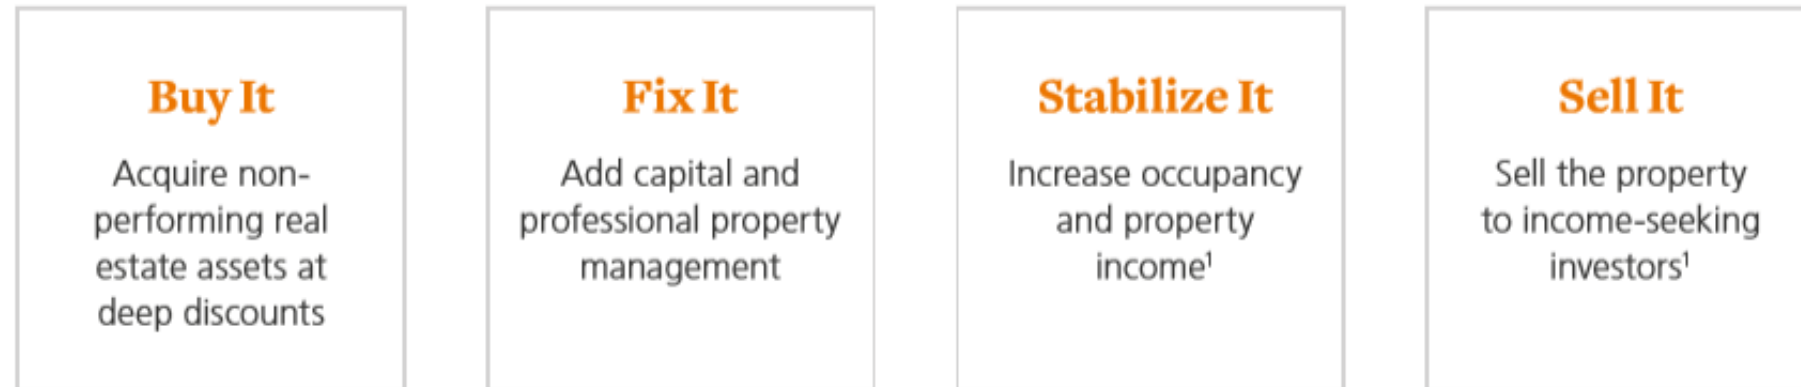 Buy It
Acquire non-
performing real
estate assets at
deep discounts
Fix It
Add capital and
professional property
management
Stabilize It
Increase occupancy
and property
income¹
Sell It
Sell the property
to income-seeking
investors¹